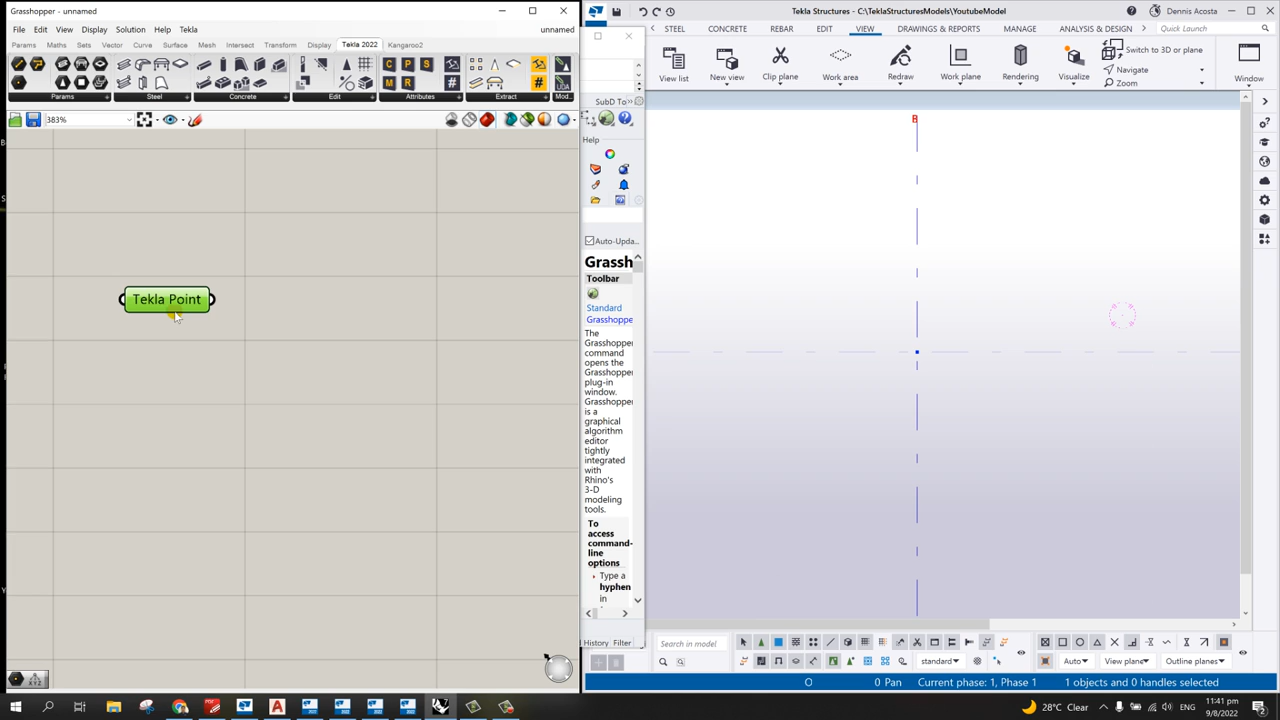 Grasshopper - unnamed
Tekla Structures - C:\TeklaStructuresModels\YoutubeModel
Dennis Acosta
File Edit View Display Solution Help Tekla
unnamed
STEEL CONCRETE REBAR EDIT VIEW DRAWINGS & REPORTS MANAGE ANALYSIS & DESIGN
Quick Launch
Params Maths Sets Vector Curve Surface Mesh Intersect Transform Display Tekla 2022 Kangaroo2
View list
New view
Clip plane
Work area
Redraw
Work plane
Rendering
Visualize
Switch to 3D or plane
Navigate
Zoom
Window
C P S
M R #
#
UDA
Params Steel Concrete Edit Attributes Extract Mod...
SubD To
383%
Help
Auto-Upda...
Grassh
Toolbar
Standard
Grasshoppe
The
Grasshopper
command
opens the
Grasshopper
plug-in
window.
Grasshopper
is a
graphical
algorithm
editor
tightly
integrated
with
Rhino's
3-D
modeling
tools.
To
access
command-
line
options
Type a
hyphen
in
History Filter
B
Tekla Point
Search in model
standard
Auto
View plane
Outline planes
O
0 Pan
Current phase: 1, Phase 1
1 objects and 0 handles selected
28°C Clear
11:41 pm
9/8/2022